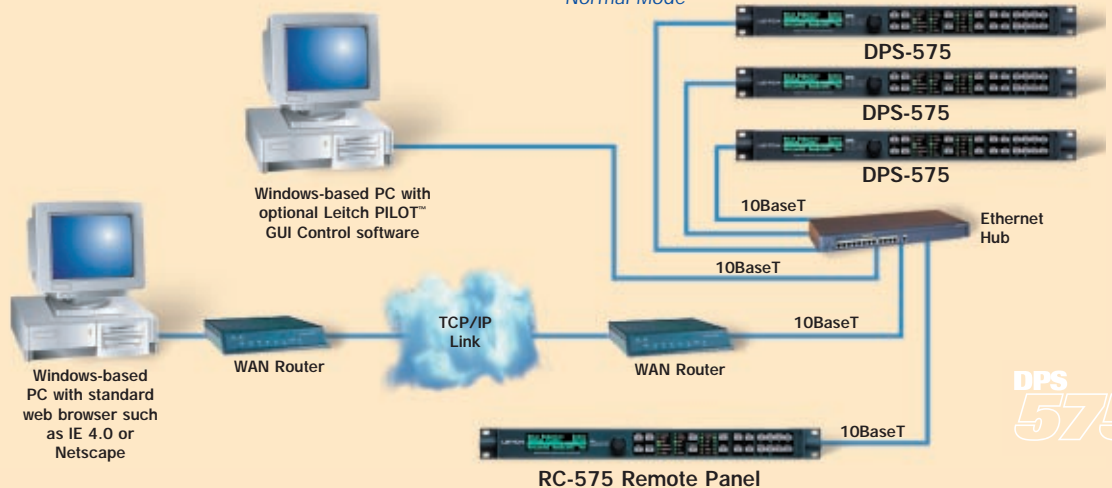 Normal Mode
DPS-575
DPS-575
DPS-575
Windows-based PC with
optional Leitch PILOT™
GUI Control software
10BaseT
Ethernet
Hub
10BaseT
TCP/IP
Link
10BaseT
WAN Router
WAN Router
Windows-based
PC with standard
web browser such
as IE 4.0 or
Netscape
DPS
575
10BaseT
RC-575 Remote Panel